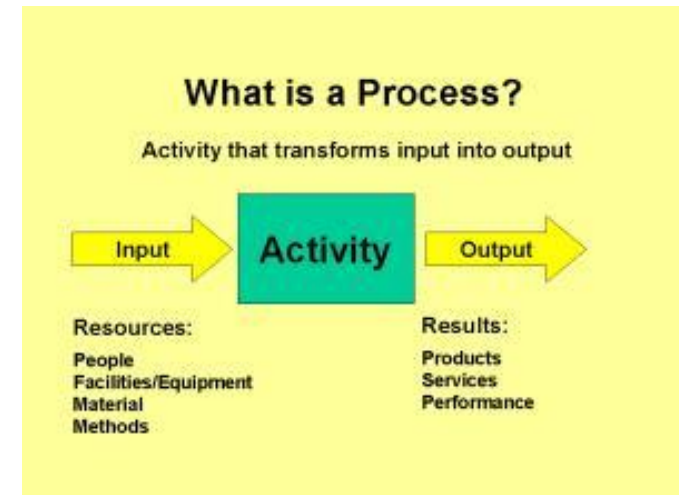 What is a Process?
Activity that transforms input into output
Input
Activity
Output
Resources:
People
Facilities/Equipment
Material
Methods
Results:
Products
Services
Performance